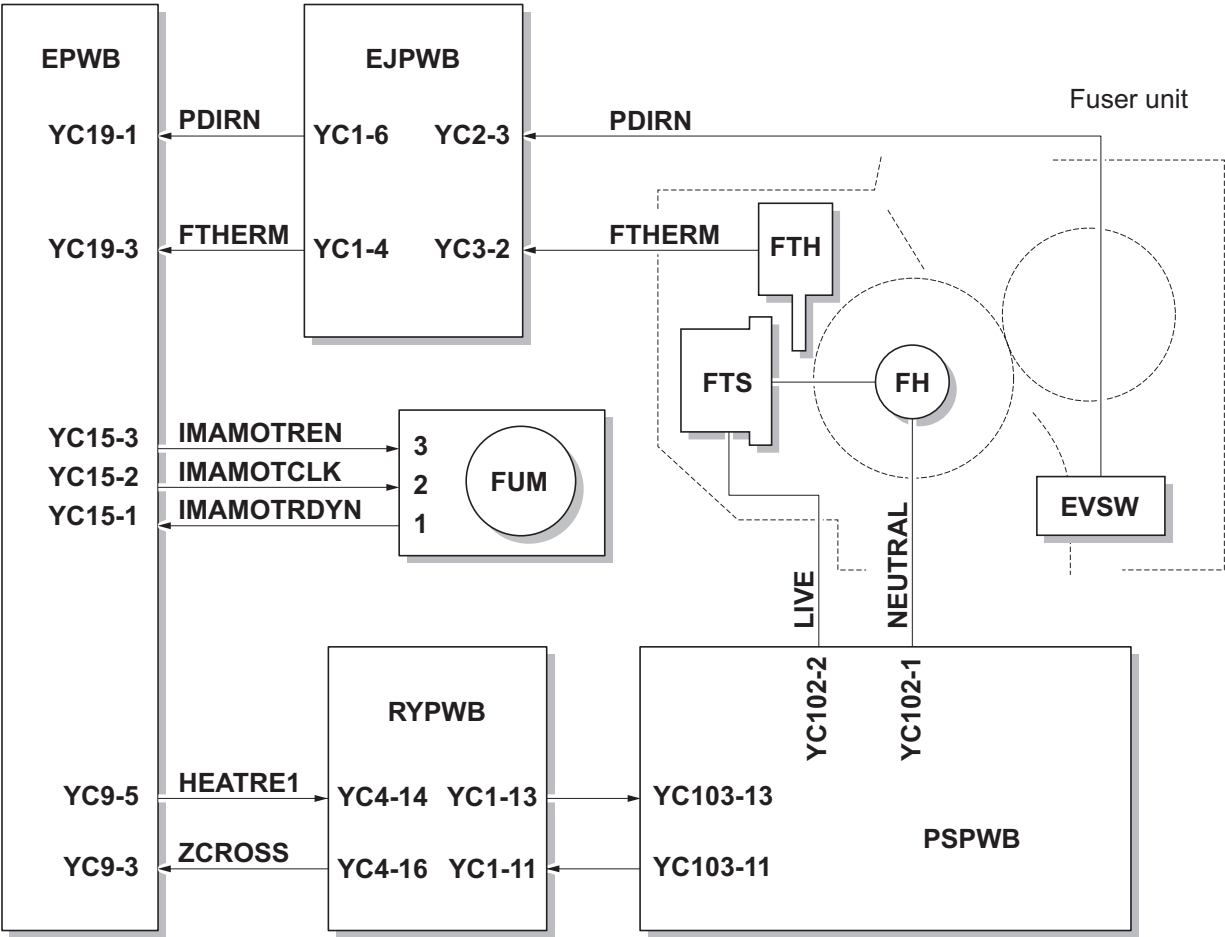 EPWB
EJPWB
Fuser unit
YC19-1
PDIRN
YC1-6
YC2-3
PDIRN
YC19-3
FTHERM
YC1-4
YC3-2
FTHERM
FTH
FTS
FH
YC15-3
IMAMOTREN
3
YC15-2
IMAMOTCLK
2
FUM
YC15-1
IMAMOTRDYN
1
EVSW
LIVE
NEUTRAL
YC102-2
YC102-1
RYPWB
YC9-5
HEATRE1
YC4-14
YC1-13
YC103-13
PSPWB
YC9-3
ZCROSS
YC4-16
YC1-11
YC103-11